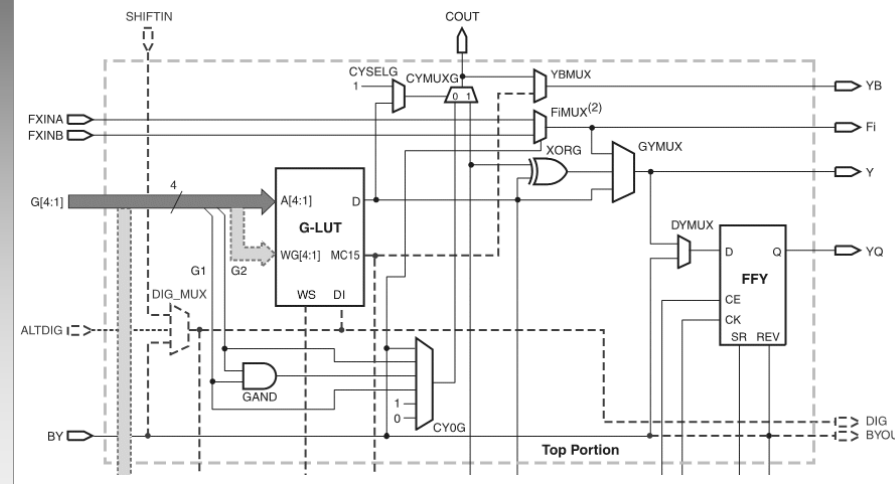 SHIFTIN
COUT
CYSELG
CYMUXG
YBMUX
1
0 1
YB
FXINA
FiMUX(2)
Fi
FXINB
XORG
GYMUX
Y
4
G[4:1]
A[4:1]
D
G-LUT
DYMUX
WG[4:1]
MC15
D
Q
YQ
G1
G2
FFY
DIG_MUX
WS
DI
CE
CK
ALTDIG
SR
REV
GAND
1
0
CY0G
DIG
BY
BYOU
Top Portion